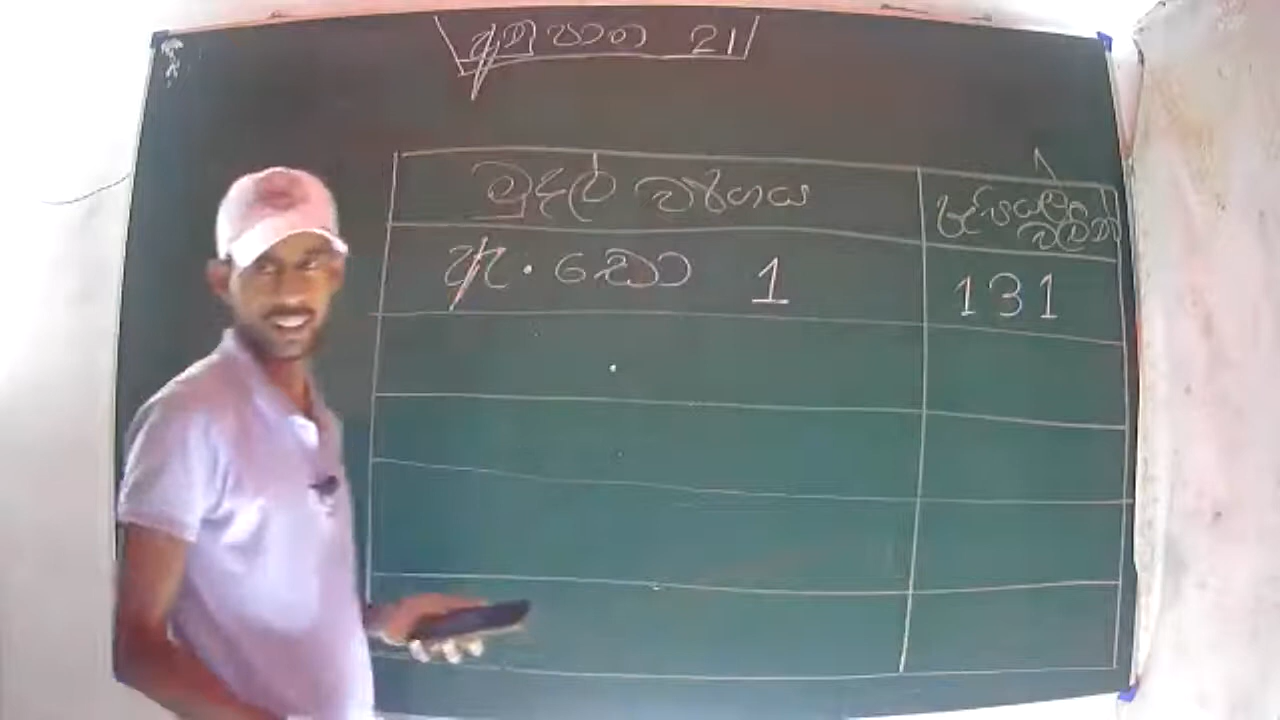 අනුපාත 21
මුදල් වර්ගය
රුපියල්වලින්
ඇ. ඩො 1
131